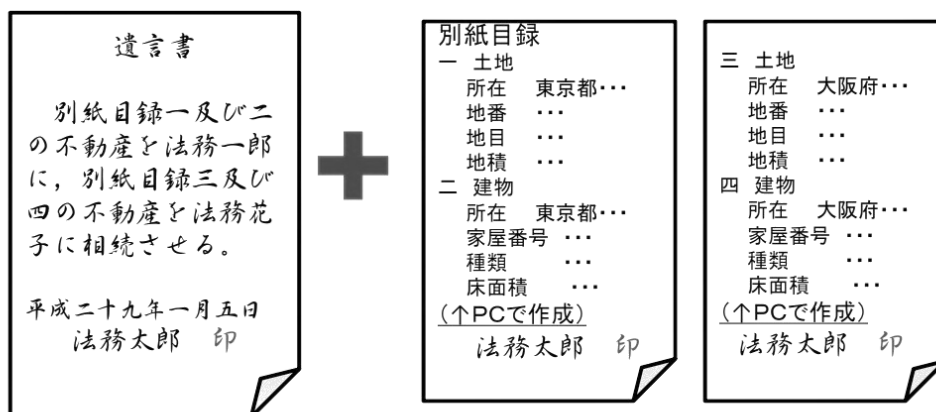 遺言書
別紙目録一及び二
の不動産を法務一郎
に，別紙目録三及び
四の不動産を法務花
子に相続させる。
平成二十九年一月五日
法務太郎 印
別紙目録
一 土地
所在 東京都･･･
地番 ･･･
地目 ･･･
地積 ･･･
二 建物
所在 東京都･･･
家屋番号 ･･･
種類 ･･･
床面積 ･･･
(↑PCで作成)
法務太郎 印
三 土地
所在 大阪府･･･
地番 ･･･
地目 ･･･
地積 ･･･
四 建物
所在 大阪府･･･
家屋番号 ･･･
種類 ･･･
床面積 ･･･
(↑PCで作成)
法務太郎 印